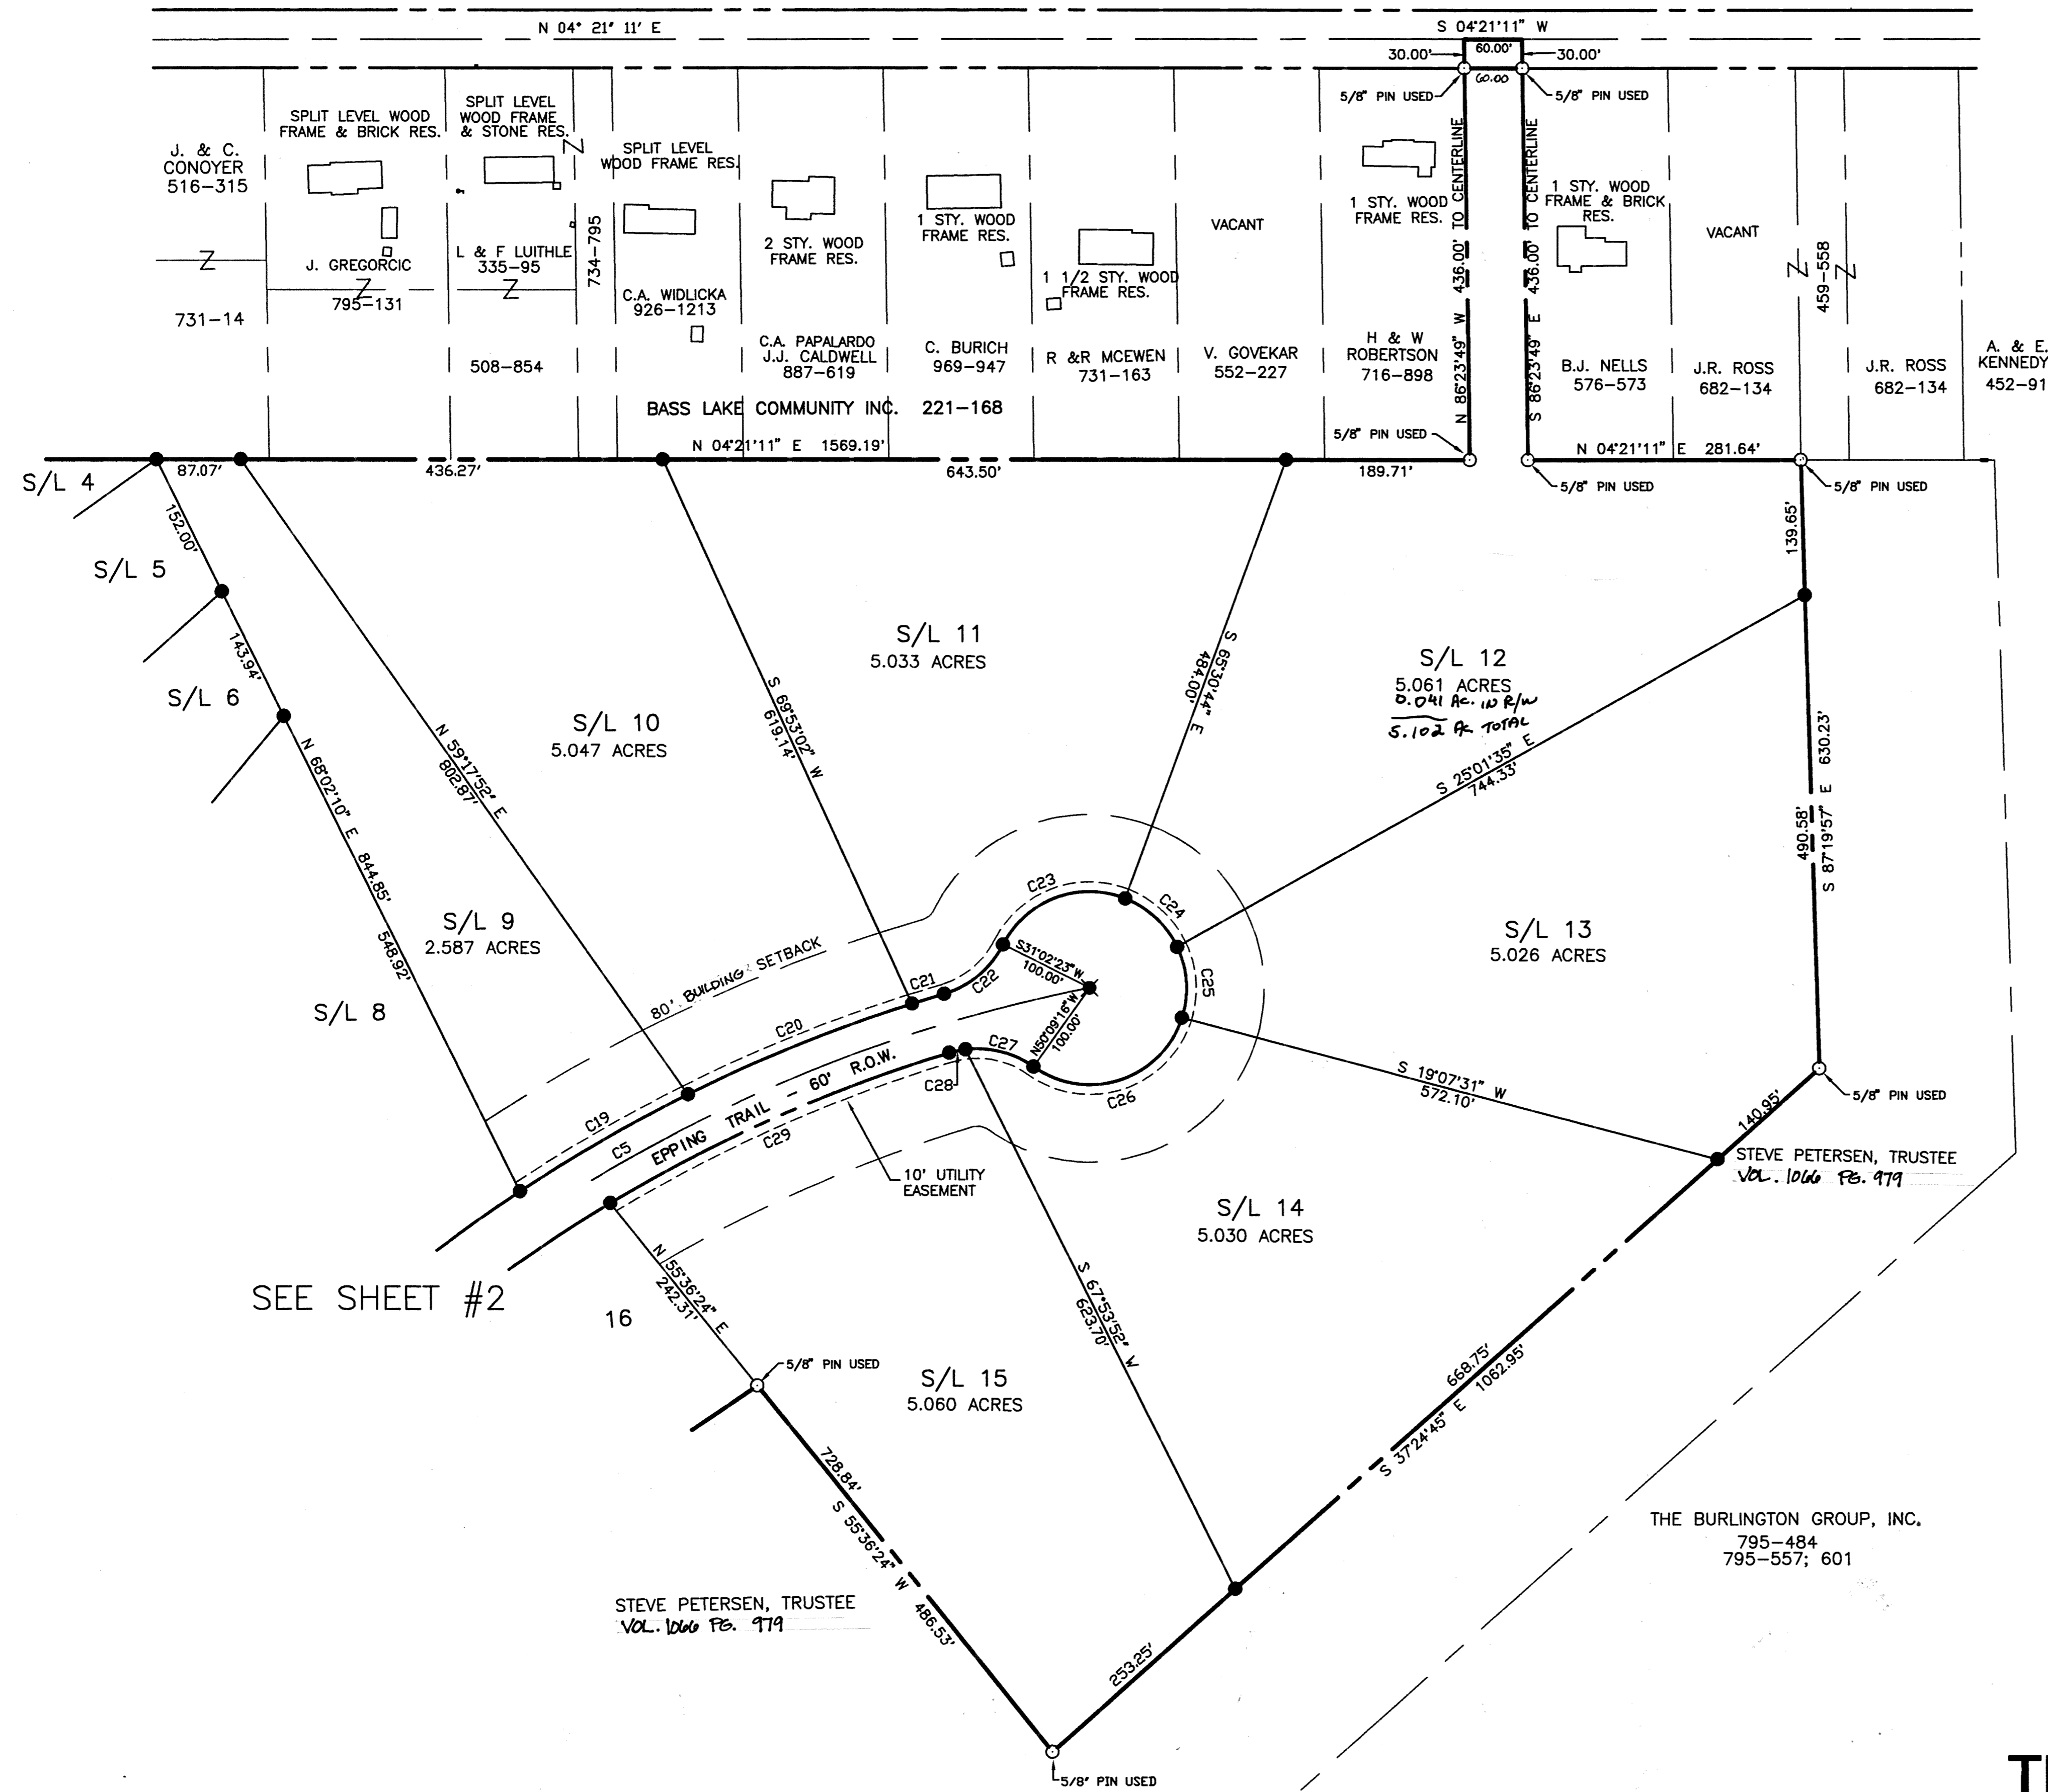 N 04° 21' 11' E
S 04°21'11" W
30.00'
60.00'
30.00'
60.00
5/8" PIN USED
5/8" PIN USED
J. & C.
CONOYER
516-315
731-14
SPLIT LEVEL WOOD
FRAME & BRICK RES.
J. GREGORCIC
795-131
SPLIT LEVEL
WOOD FRAME
& STONE RES.
L & F LUITHLE
335-95
508-854
734-795
SPLIT LEVEL
WOOD FRAME RES.
C.A. WIDLICKA
926-1213
2 STY. WOOD
FRAME RES.
C.A. PAPALARDO
J.J. CALDWELL
887-619
1 STY. WOOD
FRAME RES.
C. BURICH
969-947
1 1/2 STY. WOOD
FRAME RES.
R &R MCEWEN
731-163
VACANT
V. GOVEKAR
552-227
1 STY. WOOD
FRAME RES.
H & W
ROBERTSON
716-898
N 86°23'49" W 436.00' TO CENTERLINE
S 86°23'49" E 436.00' TO CENTERLINE
1 STY. WOOD
FRAME & BRICK
RES.
B.J. NELLS
576-573
VACANT
J.R. ROSS
682-134
459-558
J.R. ROSS
682-134
A. & E.
KENNEDY
452-91
BASS LAKE COMMUNITY INC. 221-168
N 04°21'11" E 1569.19'
5/8" PIN USED
N 04°21'11" E 281.64'
87.07'
436.27'
643.50'
189.71'
5/8" PIN USED
5/8" PIN USED
S/L 4
152.00'
139.65'
S/L 5
143.94'
S/L 6
S/L 11
5.033 ACRES
S 65°30'44" E
484.00'
S/L 12
5.061 ACRES
0.041 AC. IN R/W
5.102 AC TOTAL
S/L 10
5.047 ACRES
S 69°53'02" W
619.14'
N 59°17'52" E
802.87'
N 68°02'10" E 844.85'
548.92'
S 25°01'35" E
744.33'
490.58'
S 87°19'57" E 630.23'
S/L 9
2.587 ACRES
S/L 13
5.026 ACRES
C23
C24
S31°02'23"W
100.00'
80' BUILDING SETBACK
C21
C22
C25
S/L 8
C20
N50°09'16"W
100.00'
C27
C28
C26
C19
C5
EPPING TRAIL - 60' R.O.W.
C29
S 19°07'31" W
572.10'
140.95'
5/8" PIN USED
10' UTILITY
EASEMENT
STEVE PETERSEN, TRUSTEE
VOL. 1066 PG. 979
S/L 14
5.030 ACRES
SEE SHEET #2
16
N 55°36'24" E
242.31'
S 67°53'52" W
623.70'
5/8" PIN USED
S/L 15
5.060 ACRES
668.75'
S 37°24'45" E 1062.95'
728.84'
S 55°36'24" W 486.53'
THE BURLINGTON GROUP, INC.
795-484
795-557; 601
STEVE PETERSEN, TRUSTEE
VOL. 1066 PG. 979
253.25'
5/8" PIN USED